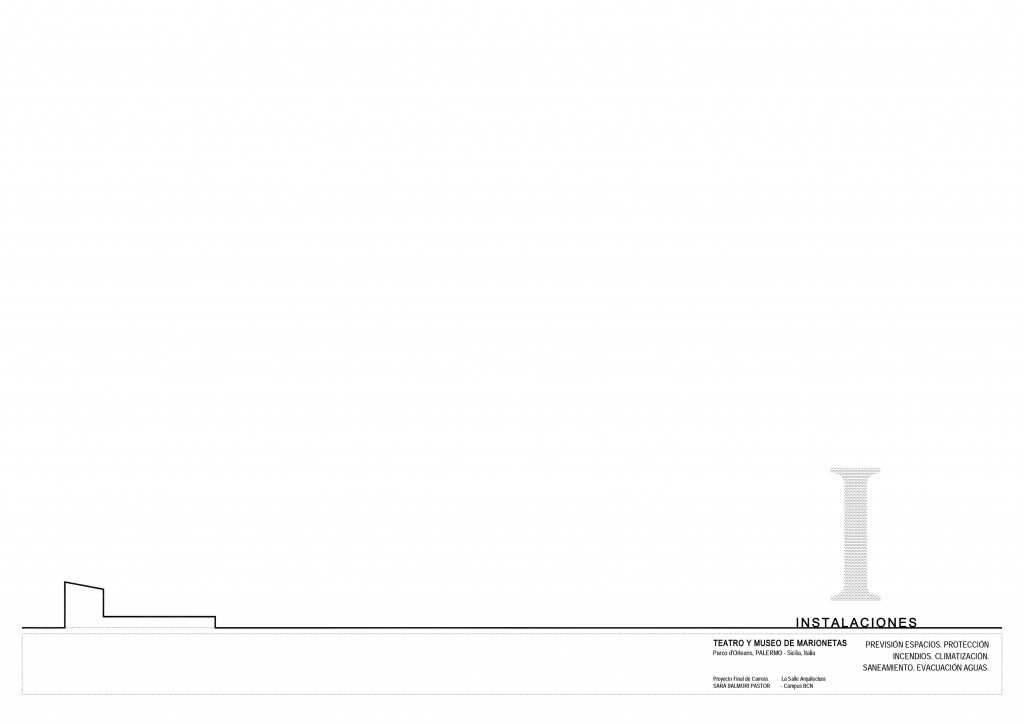 I
INSTALACIONES
TEATRO Y MUSEO DE MARIONETAS
Parco d'Orleans, PALERMO - Sicilia, Italia
Proyecto Final de Carrera La Salle Arquitectura
SARA BALMORI PASTOR - Campus BCN
PREVISIÓN ESPACIOS. PROTECCIÓN
INCENDIOS. CLIMATIZACIÓN.
SANEAMIENTO. EVACUACIÓN AGUAS.